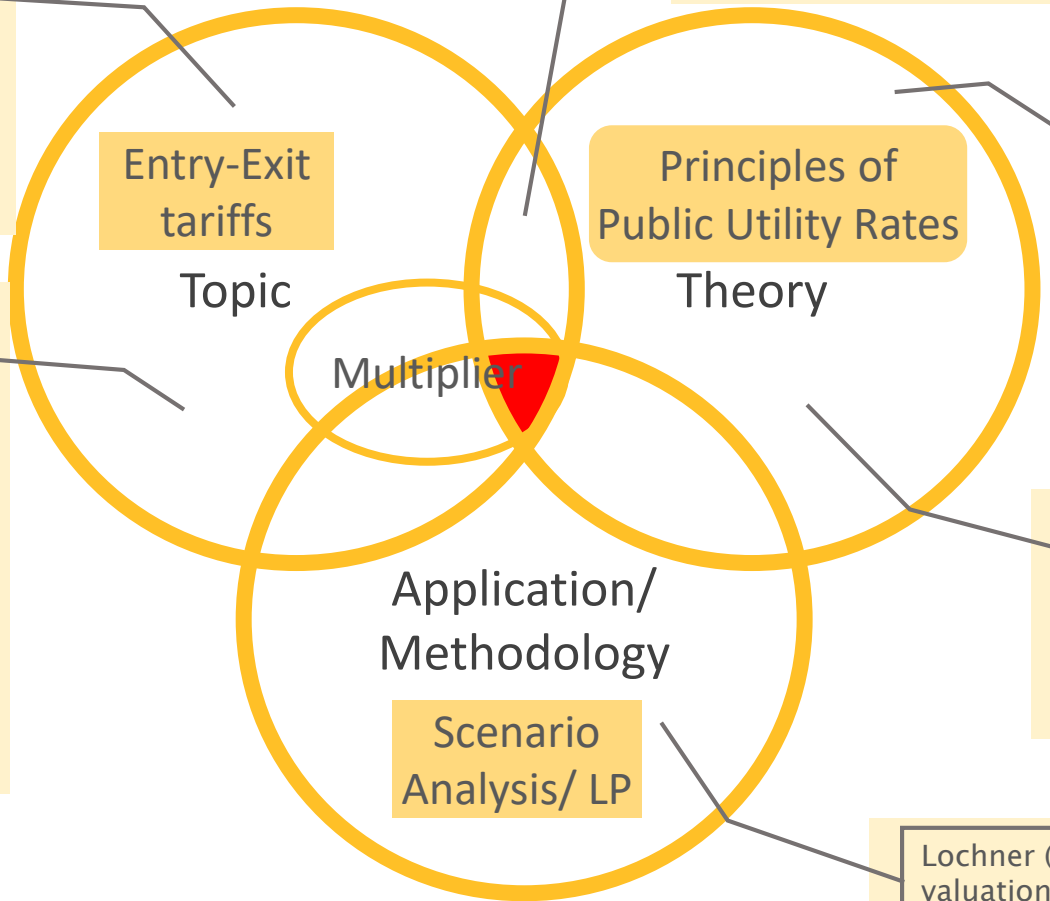 Entry-Exit
tariffs
Topic
Principles of
Public Utility Rates
Theory
Multiplier
Application/
Methodology
Scenario
Analysis/ LP
Lochner (
valuation